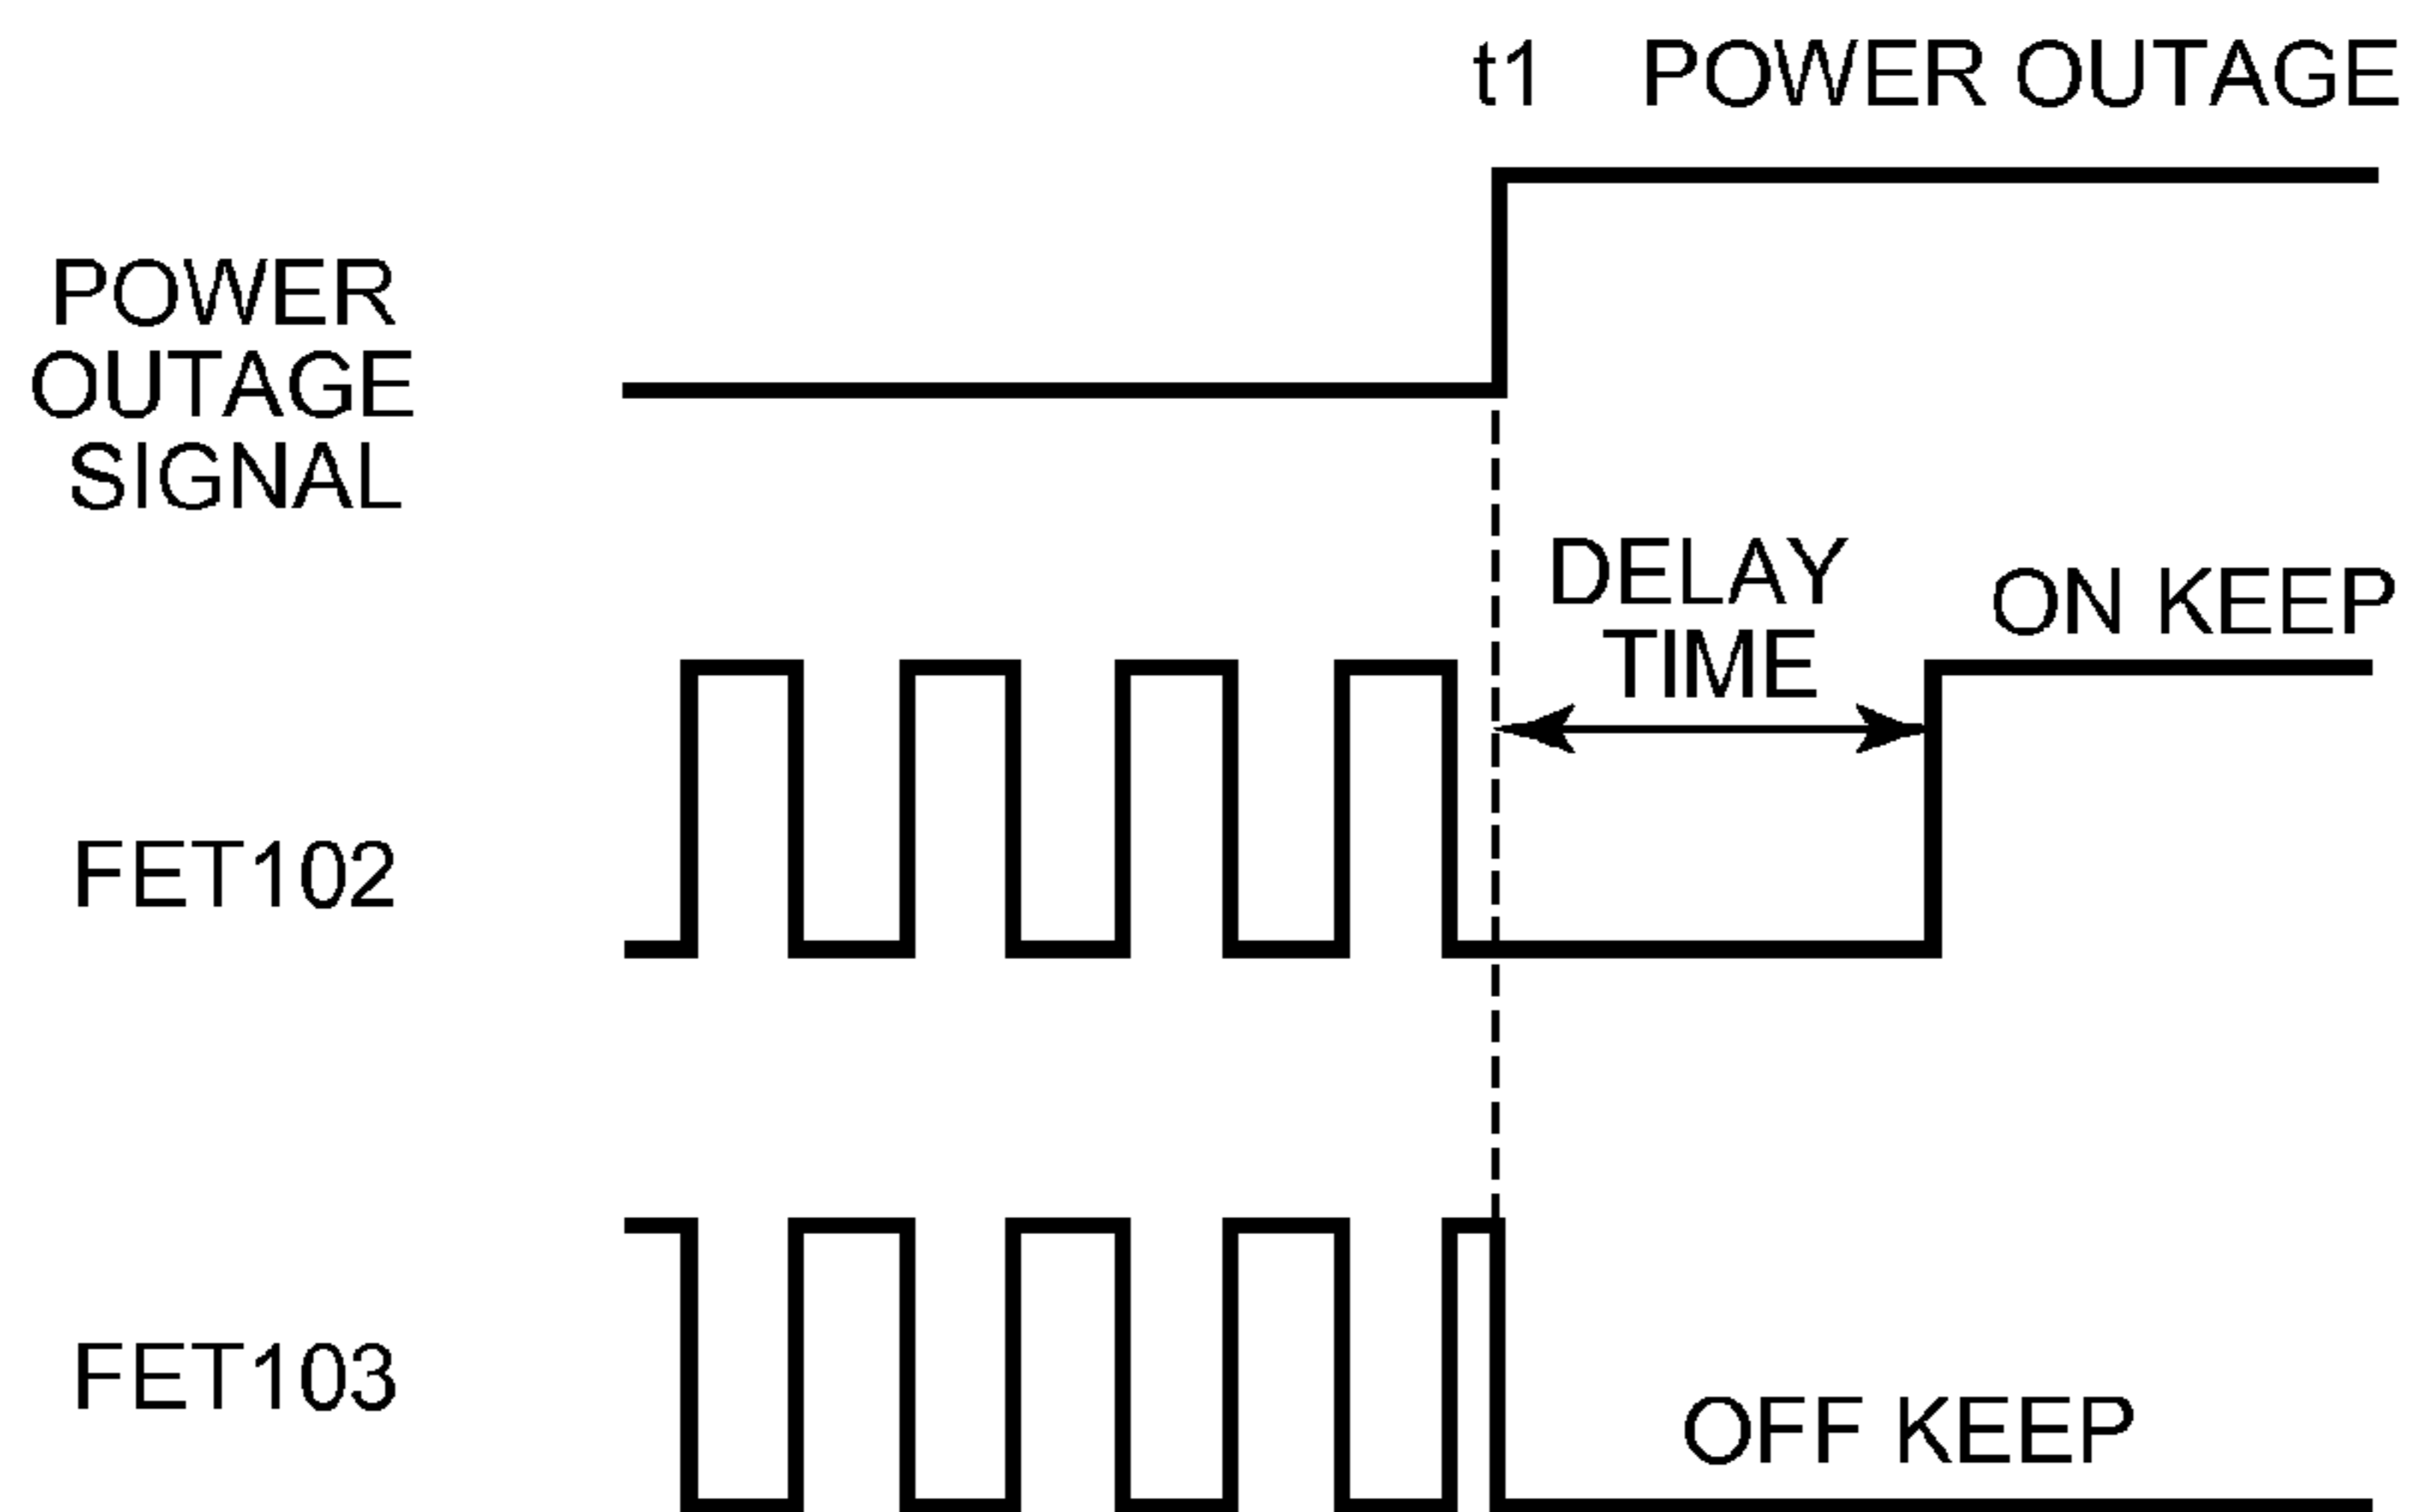 t1 POWER OUTAGE
POWER
OUTAGE
SIGNAL
DELAY
TIME
ON KEEP
FET102
FET103
OFF KEEP